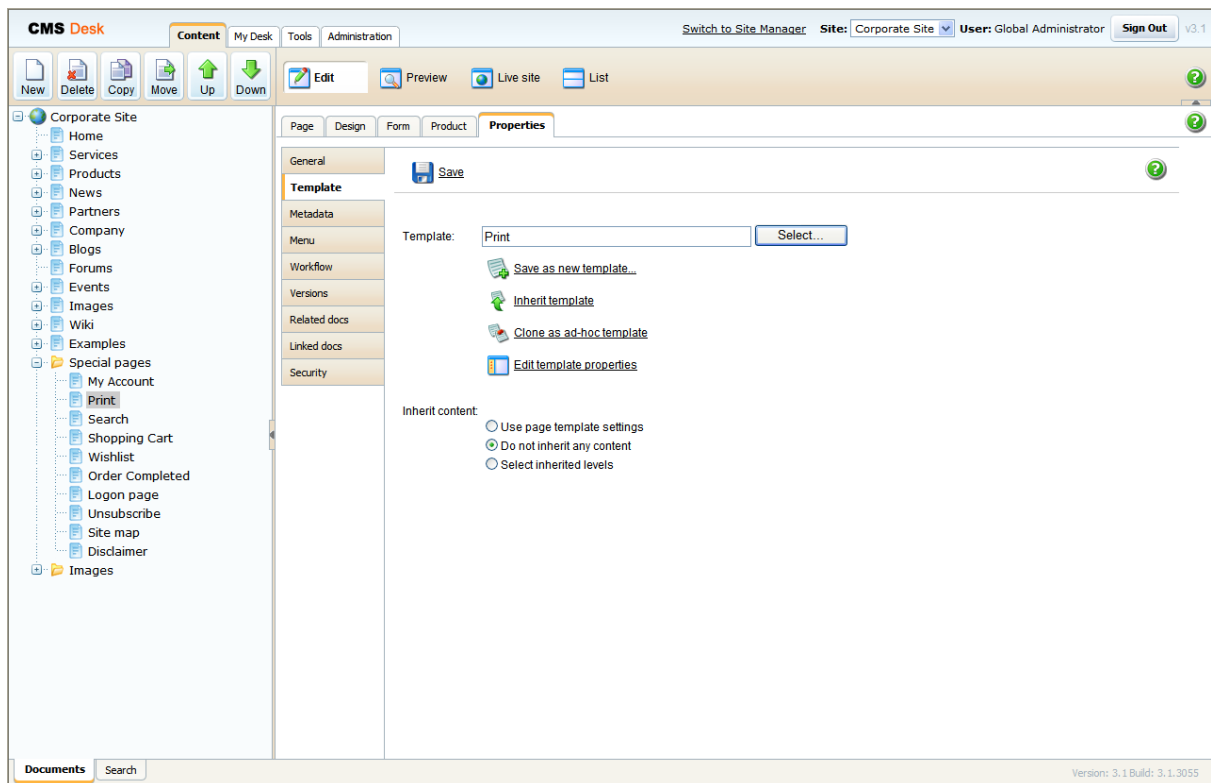 CMS Desk
Content My Desk Tools Administration
Switch to Site Manager Site: Corporate Site User: Global Administrator Sign Out v3.1
New Delete Copy Move Up Down
Edit Preview Live site List
Corporate Site
Home
Services
Products
News
Partners
Company
Blogs
Forums
Events
Images
Wiki
Examples
Special pages
My Account
Print
Search
Shopping Cart
Wishlist
Order Completed
Logon page
Unsubscribe
Site map
Disclaimer
Images
Page Design Form Product Properties
General
Template
Metadata
Menu
Workflow
Versions
Related docs
Linked docs
Security
Save
Template: Print Select...
Save as new template...
Inherit template
Clone as ad-hoc template
Edit template properties
Inherit content:
Use page template settings
Do not inherit any content
Select inherited levels
Documents Search
Version: 3.1 Build: 3.1.3055